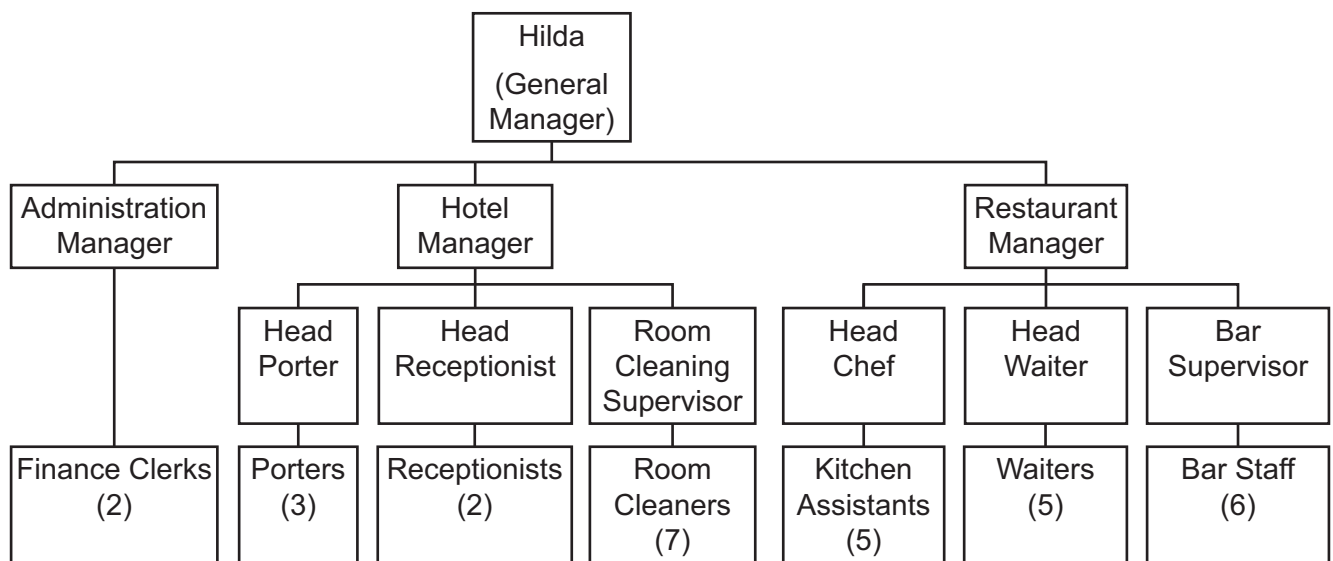 Hilda
(General
Manager)
Administration
Manager
Hotel
Manager
Restaurant
Manager
Head
Porter
Head
Receptionist
Room
Cleaning
Supervisor
Head
Chef
Head
Waiter
Bar
Supervisor
Finance Clerks
(2)
Porters
(3)
Receptionists
(2)
Room
Cleaners
(7)
Kitchen
Assistants
(5)
Waiters
(5)
Bar Staff
(6)